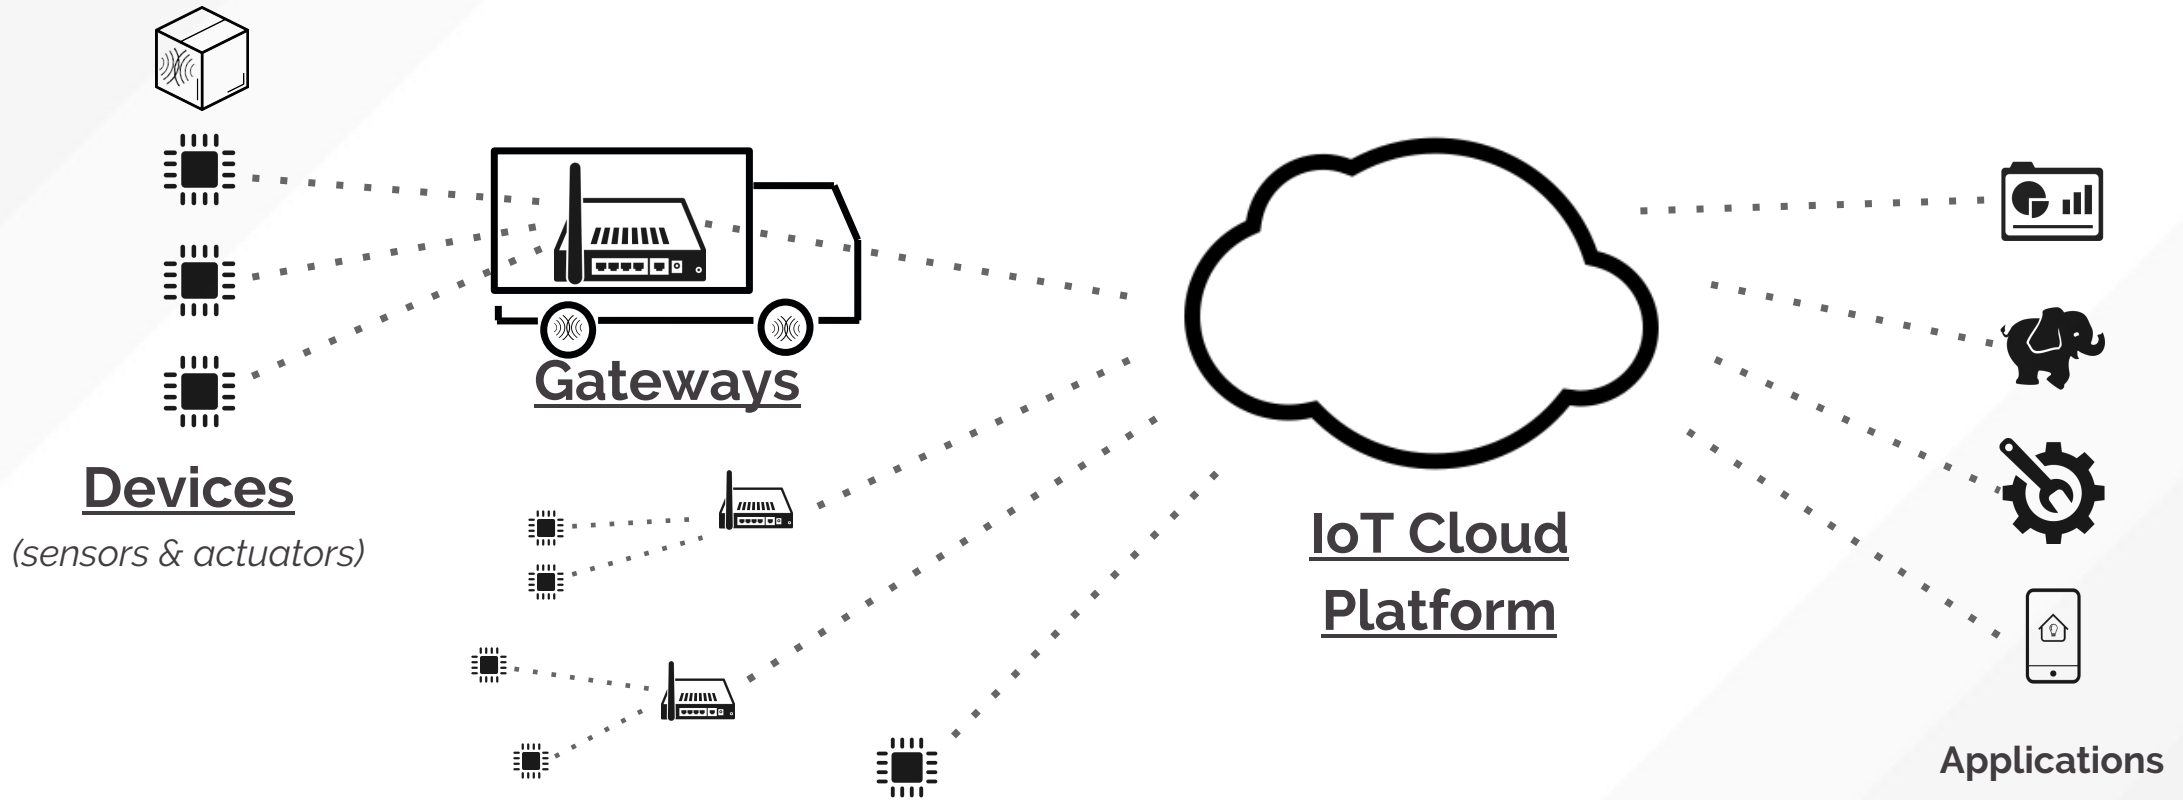 Gateways
Devices
(sensors & actuators)
IoT Cloud
Platform
Applications